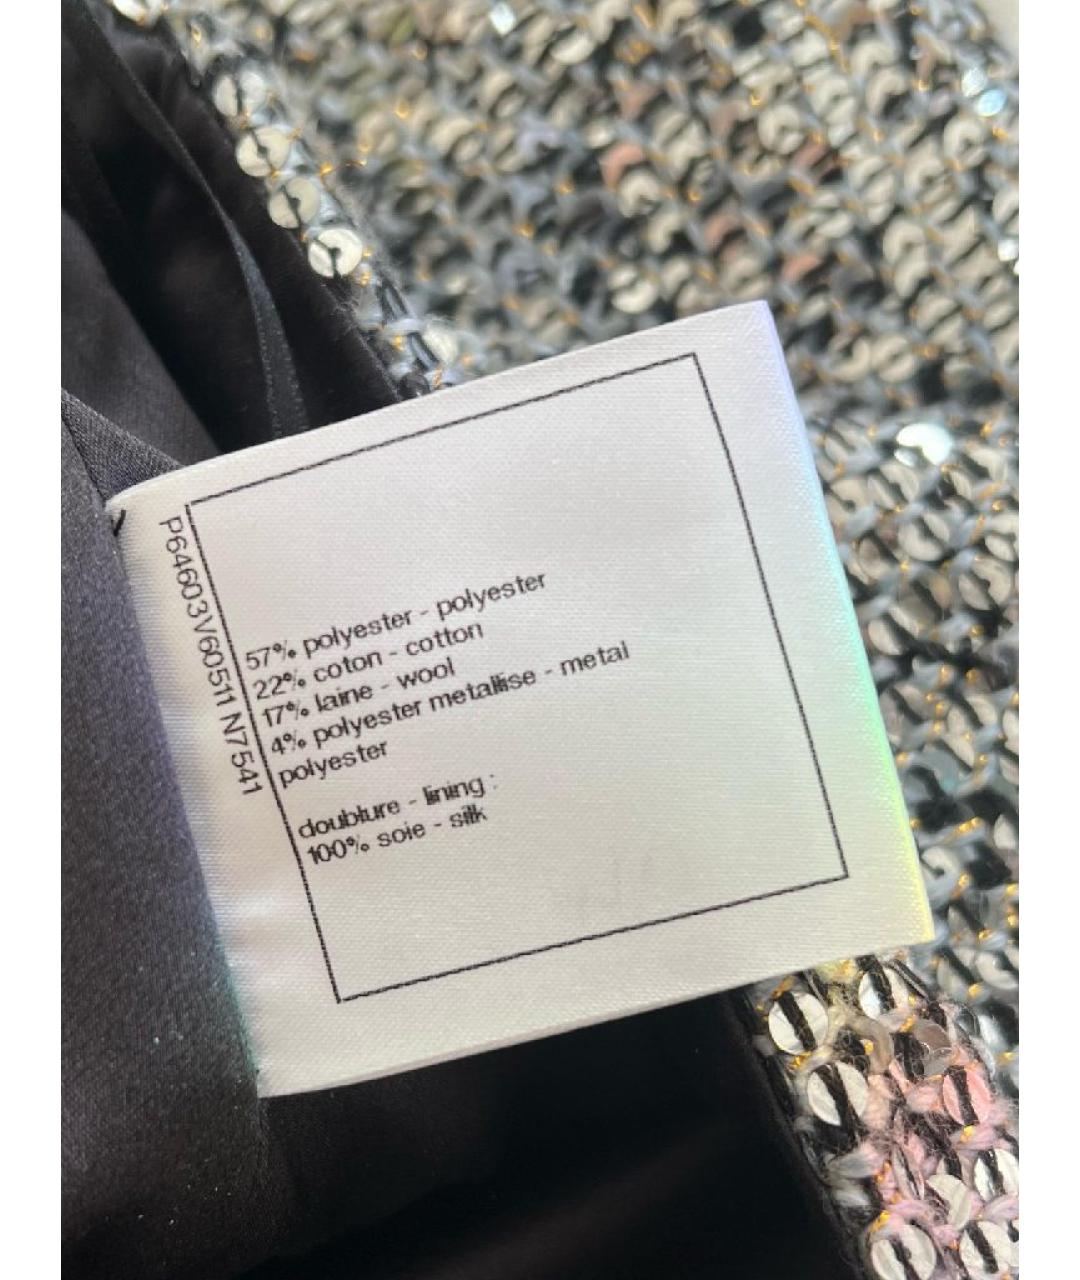 P64603V60511 N7541
57% polyester - polyester
22% coton - cotton
17% laine - wool
4% polyester metallise - metal
polyester
doublure - lining :
100% soie - silk